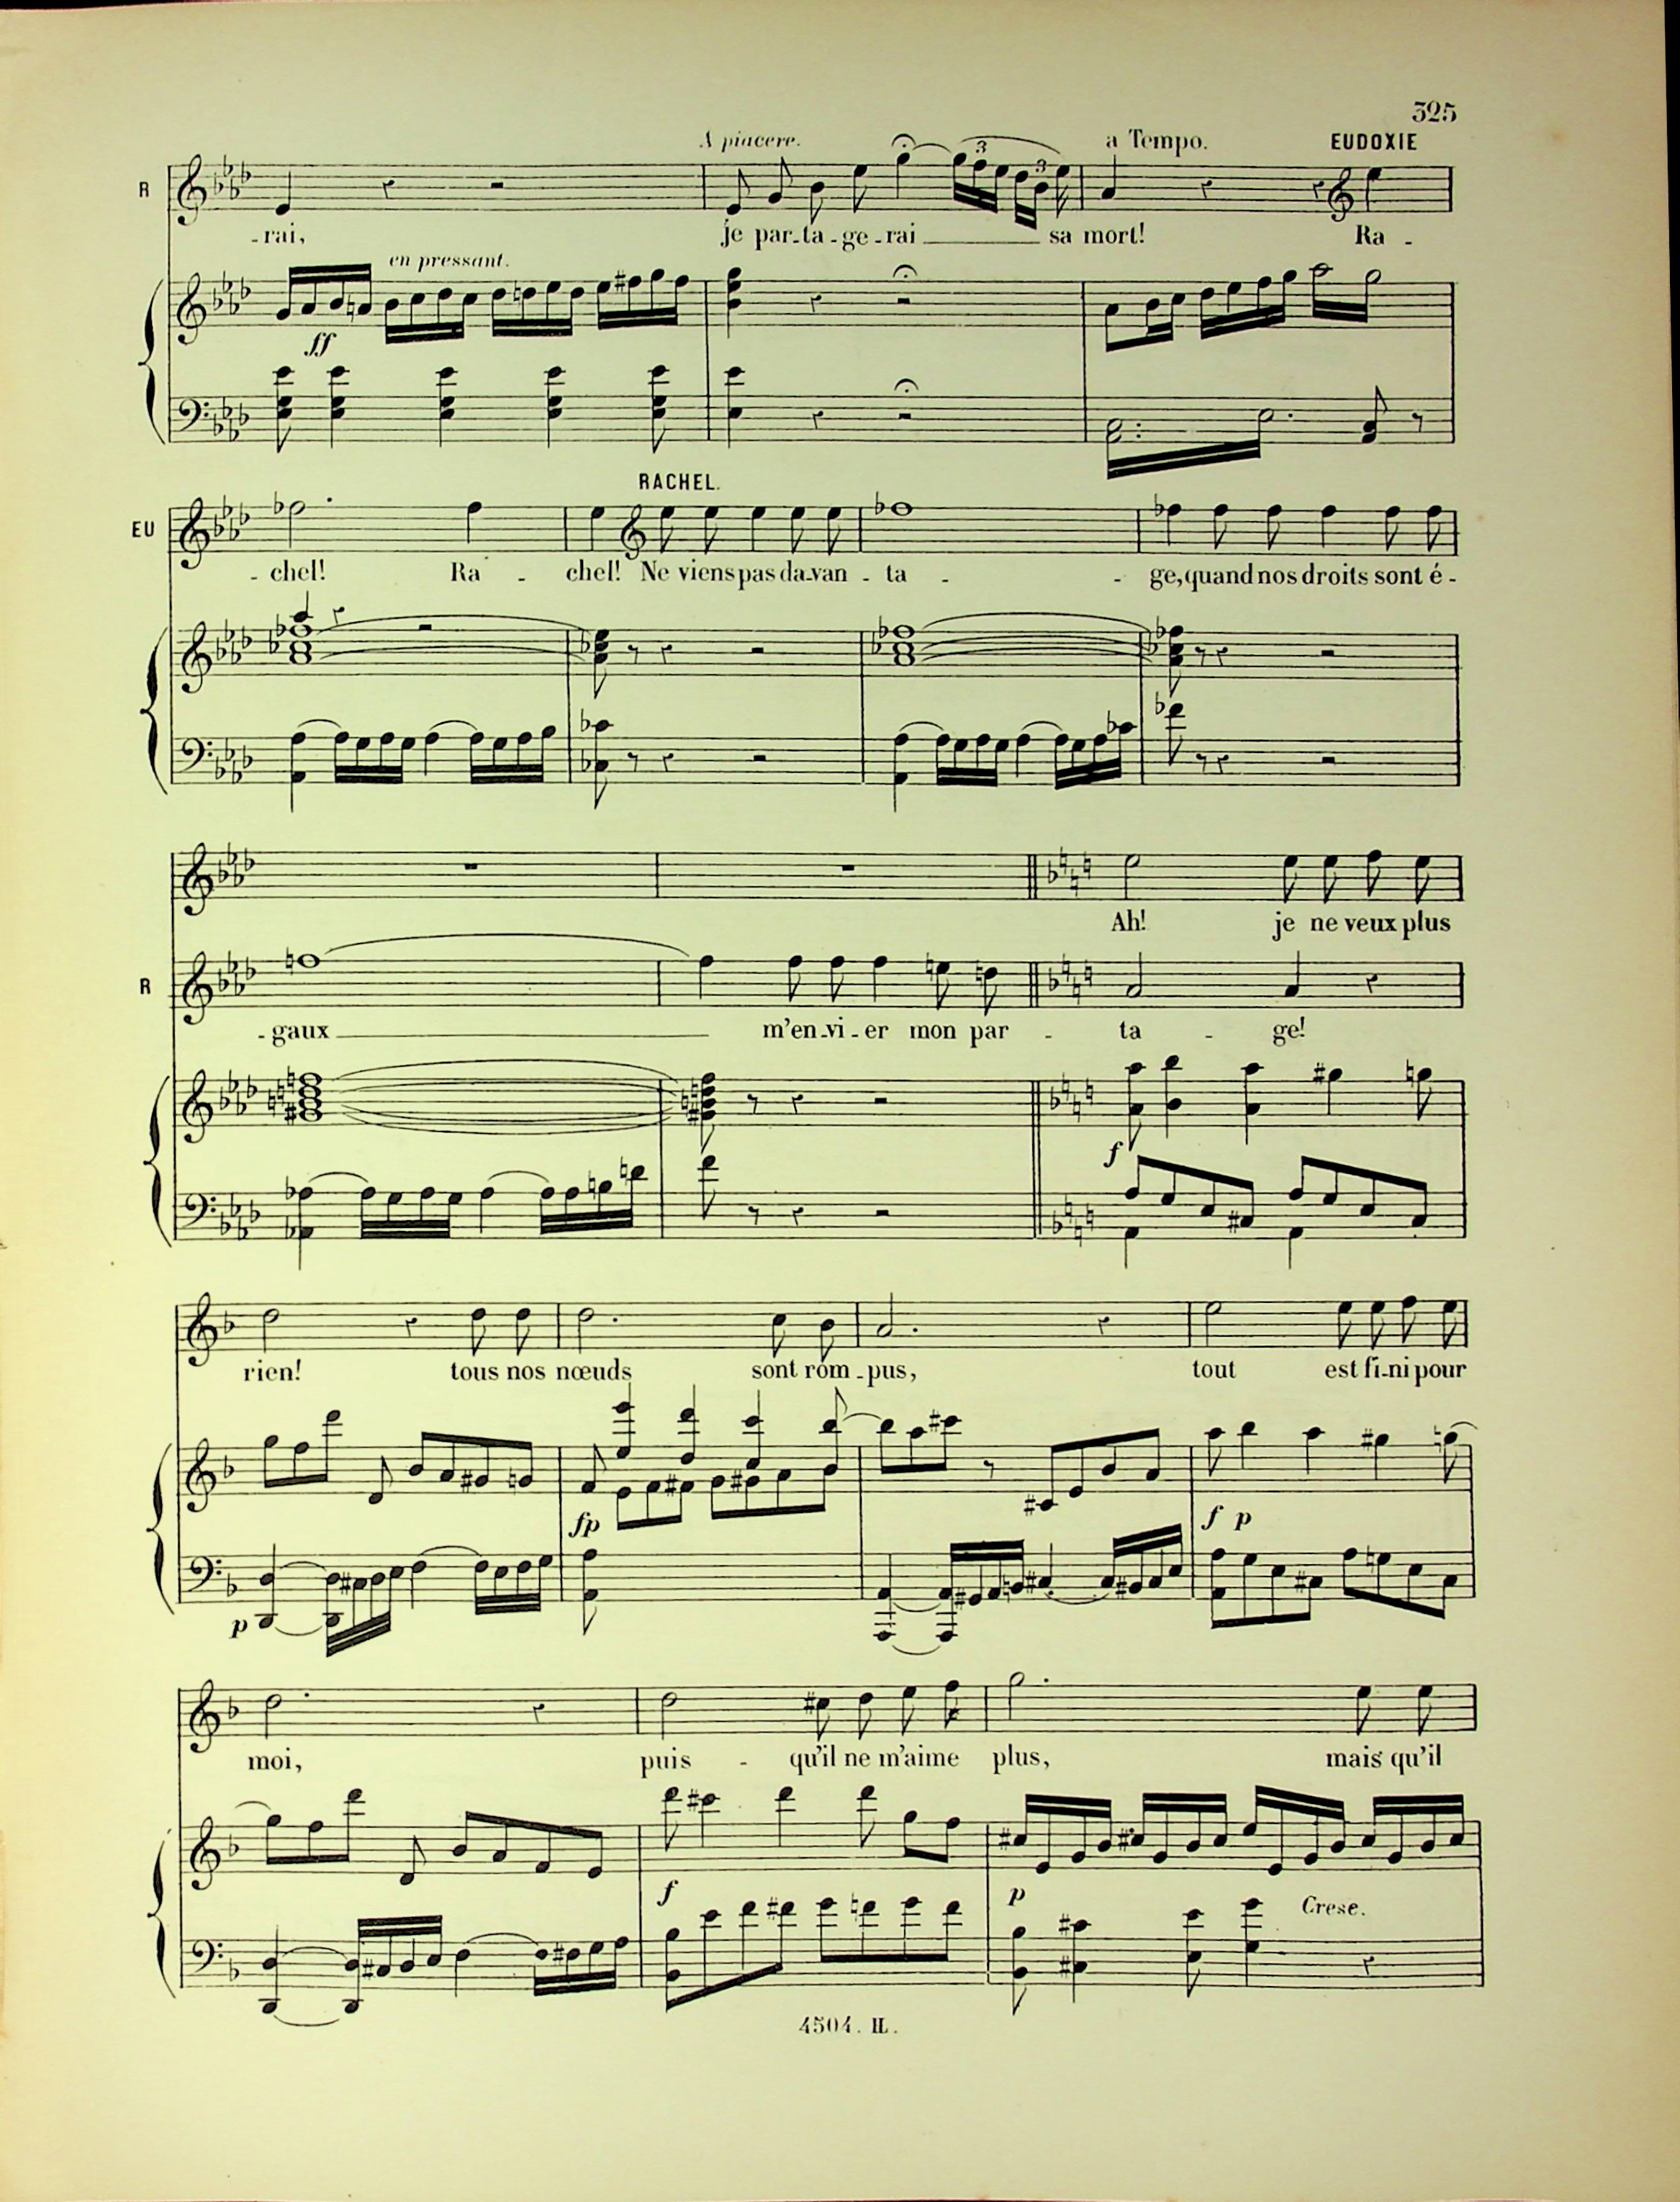 325
A piacere. a Tempo. EUDOXIE
R
-rai, je par-ta-ge-rai sa mort! Ra-
en pressant.
ff
RACHEL.
EU
-chel! Ra-chel! Ne viens pas da-van-ta-ge, quand nos droits sont é-
Ah! je ne veux plus
R
-gaux m'en-vi-er mon par-ta-ge!
f
rien! tous nos nœuds sont rom-pus, tout est fi-ni pour
fp f p
p
moi, puis-qu'il ne m'aime plus, mais qu'il
f p Cresc.
4504. H.